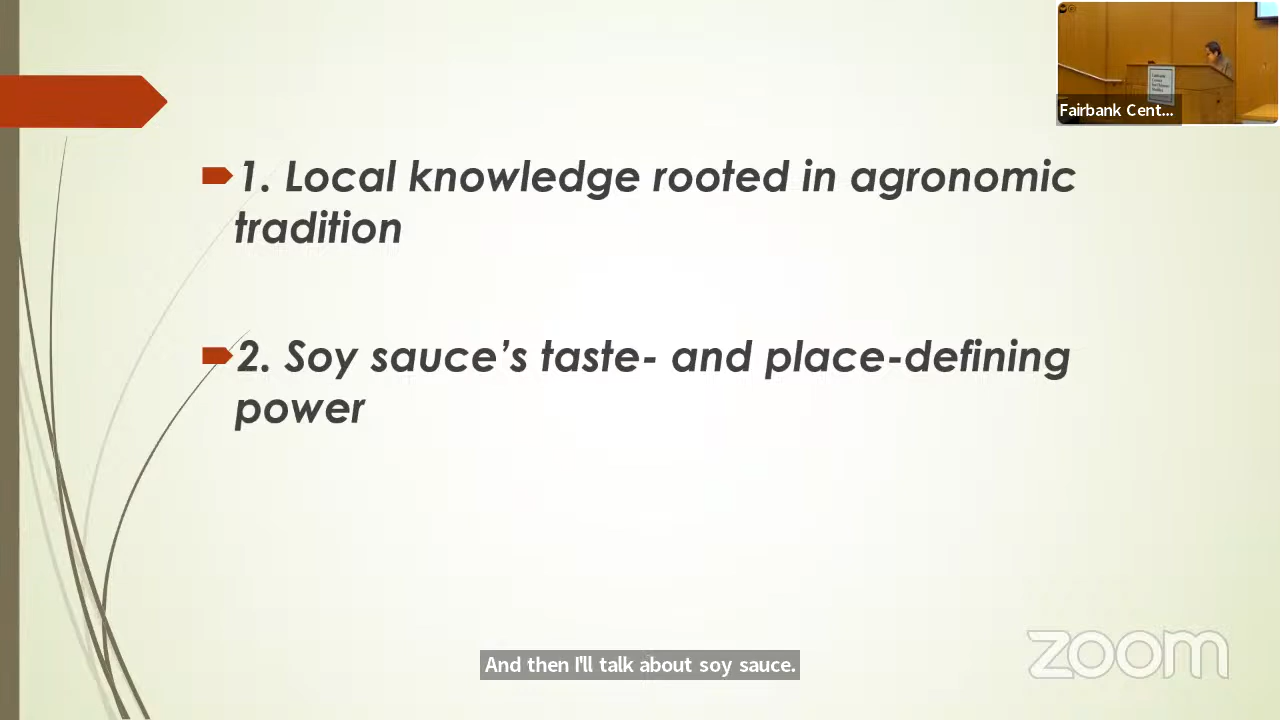 Fairbank Cent...
1. Local knowledge rooted in agronomic
tradition
2. Soy sauce’s taste- and place-defining
power
And then I'll talk about soy sauce.
zoom